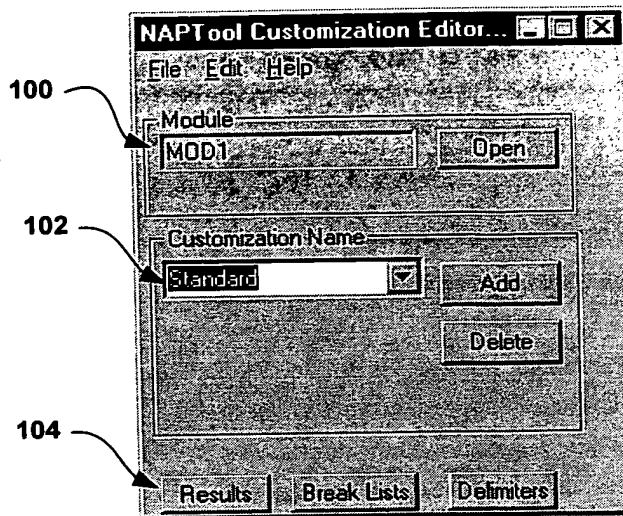 NAPTool Customization Editor...
File Edit Help
100
Module
MOD1
Open
102
Customization Name
Standard
Add
Delete
104
Results
Break Lists
Delimiters